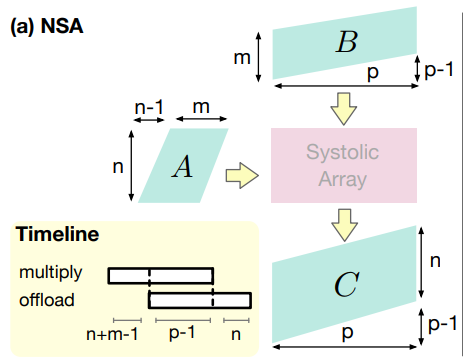 (a) NSA
B
m
p
p-1
n-1
m
n
A
Systolic
Array
Timeline
multiply
offload
n+m-1
p-1
n
C
n
p-1
p